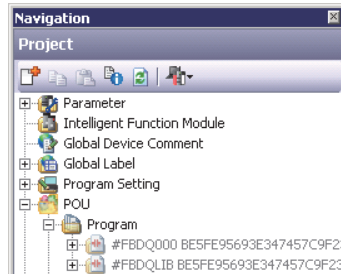 Navigation
Project
Parameter
Intelligent Function Module
Global Device Comment
Global Label
Program Setting
POU
Program
#FBDQ000 BE5FE95693E347457C9F2
#FBDQLIB BE5FE95693E347457C9F23